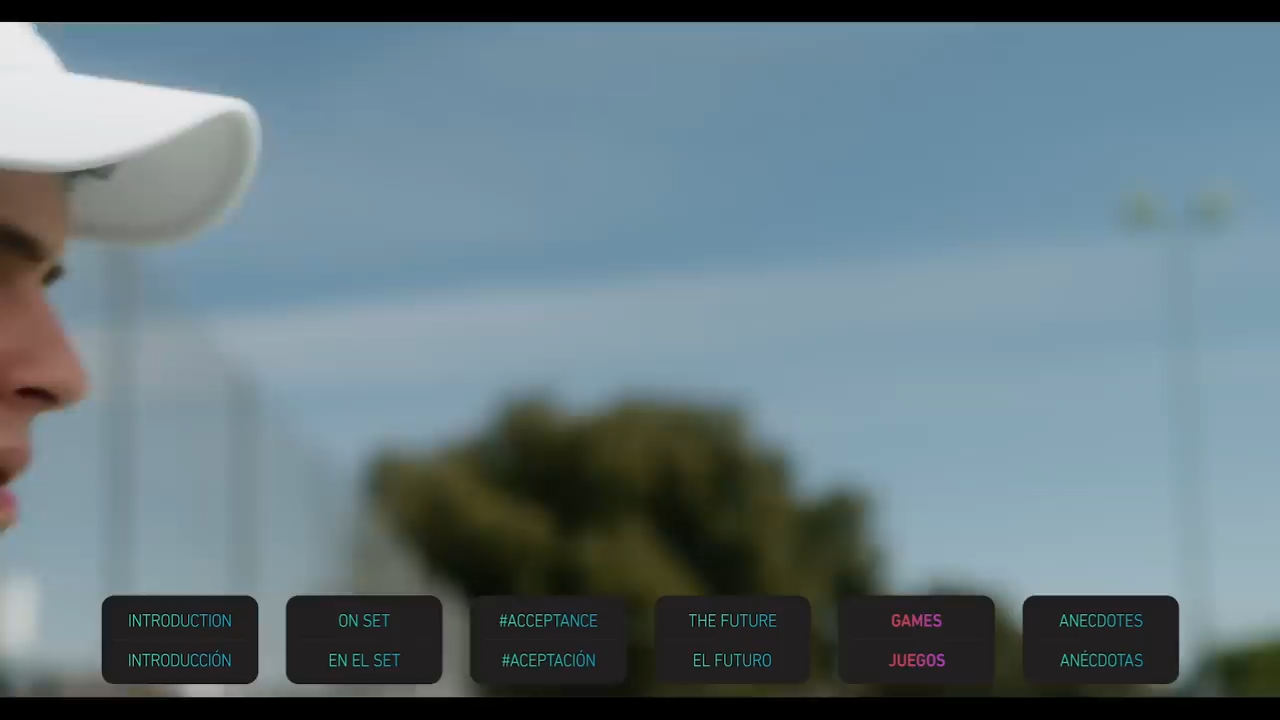 INTRODUCTION
INTRODUCCIÓN
ON SET
EN EL SET
#ACCEPTANCE
#ACEPTACIÓN
THE FUTURE
EL FUTURO
GAMES
JUEGOS
ANECDOTES
ANÉCDOTAS